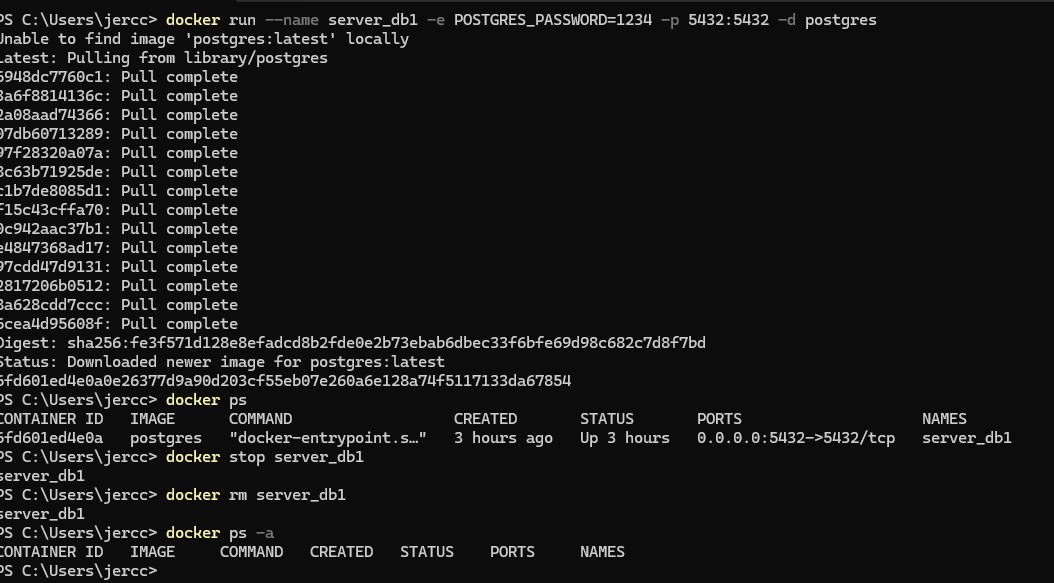 PS C:\Users\jercc> docker run --name server_db1 -e POSTGRES_PASSWORD=1234 -p 5432:5432 -d postgres
Unable to find image 'postgres:latest' locally
latest: Pulling from library/postgres
6948dc7760c1: Pull complete
3a6f8814136c: Pull complete
2a08aad74366: Pull complete
07db60713289: Pull complete
97f28320a07a: Pull complete
8c63b71925de: Pull complete
c1b7de8085d1: Pull complete
f15c43cffa70: Pull complete
0c942aac37b1: Pull complete
e4847368ad17: Pull complete
97cdd47d9131: Pull complete
2817206b0512: Pull complete
8a628cdd7ccc: Pull complete
6cea4d95608f: Pull complete
Digest: sha256:fe3f571d128e8efadcd8b2fde0e2b73ebab6dbec33f6bfe69d98c682c7d8f7bd
Status: Downloaded newer image for postgres:latest
6fd601ed4e0a0e26377d9a90d203cf55eb07e260a6e128a74f5117133da67854
PS C:\Users\jercc> docker ps
CONTAINER ID IMAGE COMMAND CREATED STATUS PORTS NAMES
6fd601ed4e0a postgres "docker-entrypoint.s…" 3 hours ago Up 3 hours 0.0.0.0:5432->5432/tcp server_db1
PS C:\Users\jercc> docker stop server_db1
server_db1
PS C:\Users\jercc> docker rm server_db1
server_db1
PS C:\Users\jercc> docker ps -a
CONTAINER ID IMAGE COMMAND CREATED STATUS PORTS NAMES
PS C:\Users\jercc>